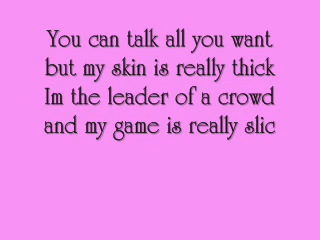 You can talk all you want
but my skin is really thick
Im the leader of a crowd
and my game is really slic